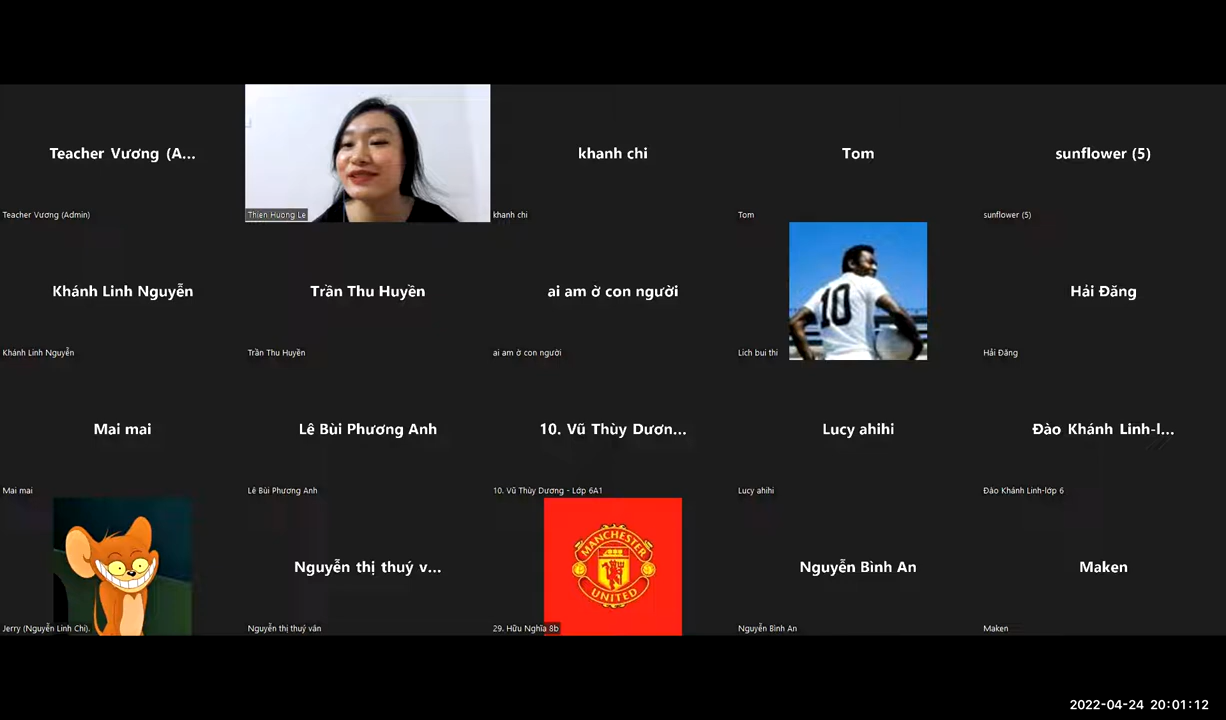 Teacher Vương (A...
khanh chi
Tom
sunflower (5)
Teacher Vương (Admin)
Thien Huong Le
khanh chi
Tom
sunflower (5)
10
Khánh Linh Nguyễn
Trần Thu Huyền
ai am ở con người
Hải Đăng
Khánh Linh Nguyễn
Trần Thu Huyền
ai am ở con người
Lich bui thi
Hải Đăng
Mai mai
Lê Bùi Phương Anh
10. Vũ Thùy Dươn...
Lucy ahihi
Đào Khánh Linh-l...
Mai mai
Lê Bùi Phương Anh
10. Vũ Thùy Dương - Lớp 6A1
Lucy ahihi
Đào Khánh Linh-lớp 6
Nguyễn thị thuý v...
MANCHESTER
UNITED
Nguyễn Bình An
Maken
Jerry (Nguyễn Linh Chi).
Nguyễn thị thuý vân
29. Hữu Nghĩa 8b
Nguyễn Bình An
Maken
2022-04-24 20:01:12